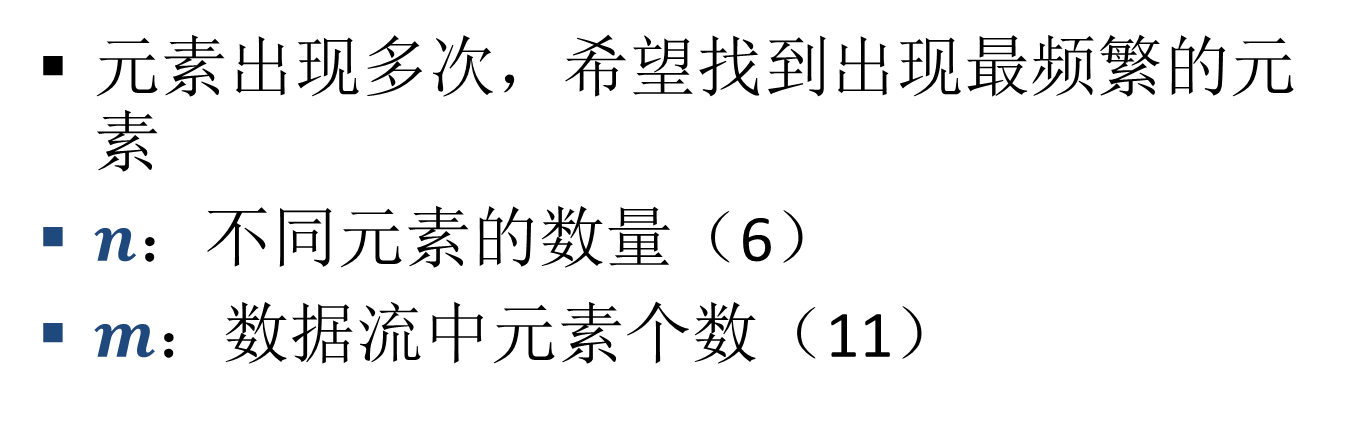 ▪ 元素出现多次，希望找到出现最频繁的元
素
▪ n：不同元素的数量（6）
▪ m：数据流中元素个数（11）